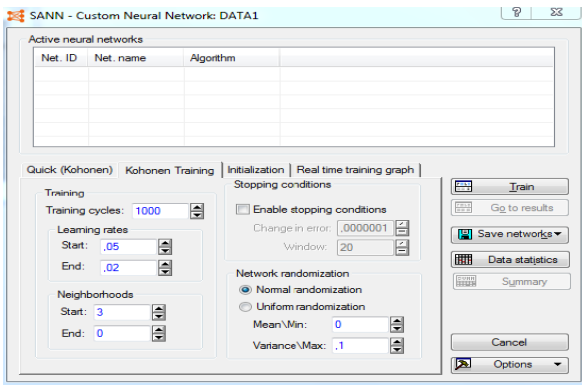 SANN - Custom Neural Network: DATA1
Active neural networks
Net. ID Net. name Algorithm
Quick (Kohonen) Kohonen Training Initialization Real time training graph
Training
Training cycles: 1000
Learning rates
Start: ,05
End: ,02
Neighborhoods
Start: 3
End: 0
Stopping conditions
Enable stopping conditions
Change in error: ,0000001
Window: 20
Network randomization
Normal randomization
Uniform randomization
Mean\Min: 0
Variance\Max: ,1
Train
Go to results
Save networks
Data statistics
Summary
Cancel
Options